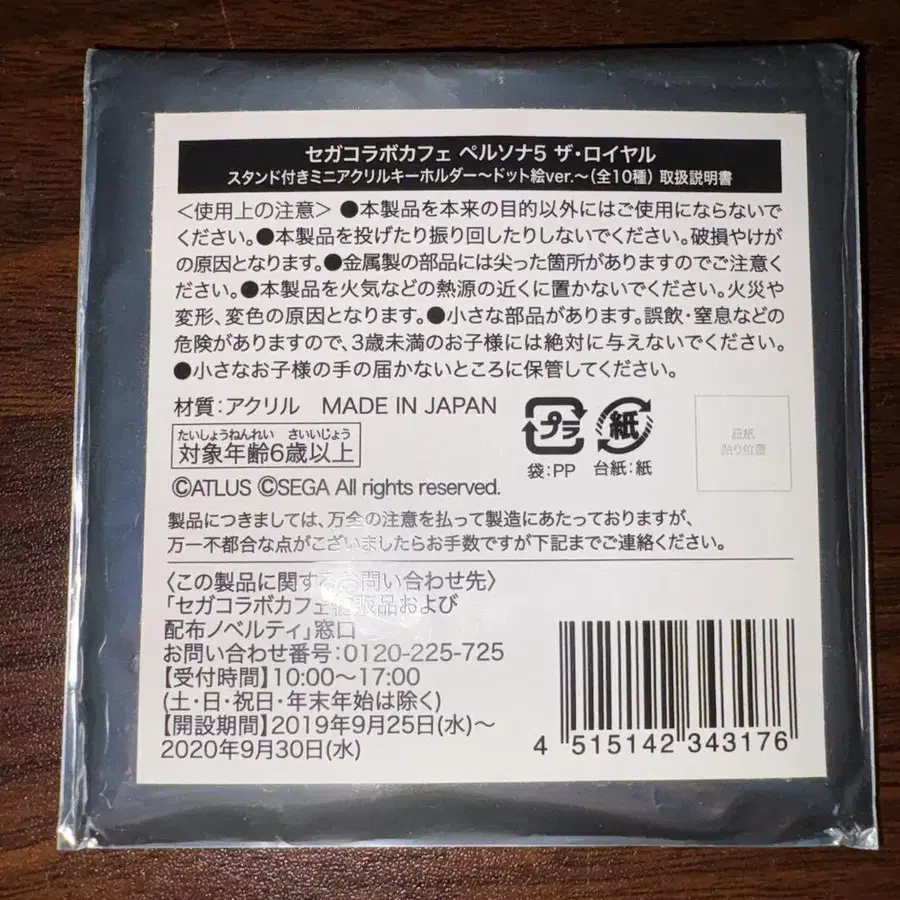 セガコラボカフェ ペルソナ5 ザ・ロイヤル
スタンド付きミニアクリルキーホルダー～ドット絵ver.～(全10種) 取扱説明書
〈使用上の注意〉●本製品を本来の目的以外にはご使用にならないで
ください。●本製品を投げたり振り回したりしないでください。破損やけが
の原因となります。●金属製の部品には尖った箇所がありますのでご注意く
ださい。●本製品を火気などの熱源の近くに置かないでください。火災や
変形、変色の原因となります。●小さな部品があります。誤飲・窒息などの
危険がありますので、3歳未満のお子様には絶対に与えないでください。
●小さなお子様の手の届かないところに保管してください。
材質:アクリル MADE IN JAPAN
たいしょうねんれい さいいじょう
対象年齢6歳以上
プラ
袋:PP
紙
台紙:紙
証紙
貼り位置
©ATLUS ©SEGA All rights reserved.
製品につきましては、万全の注意を払って製造にあたっておりますが、
万一不都合な点がございましたらお手数ですが下記までご連絡ください。
〈この製品に関するお問い合わせ先〉
「セガコラボカフェ 販品および
配布ノベルティ」窓口
お問い合わせ番号:0120-225-725
【受付時間】10:00～17:00
(土・日・祝日・年末年始は除く)
【開設期間】2019年9月25日(水)～
2020年9月30日(水)
4 515142 343176